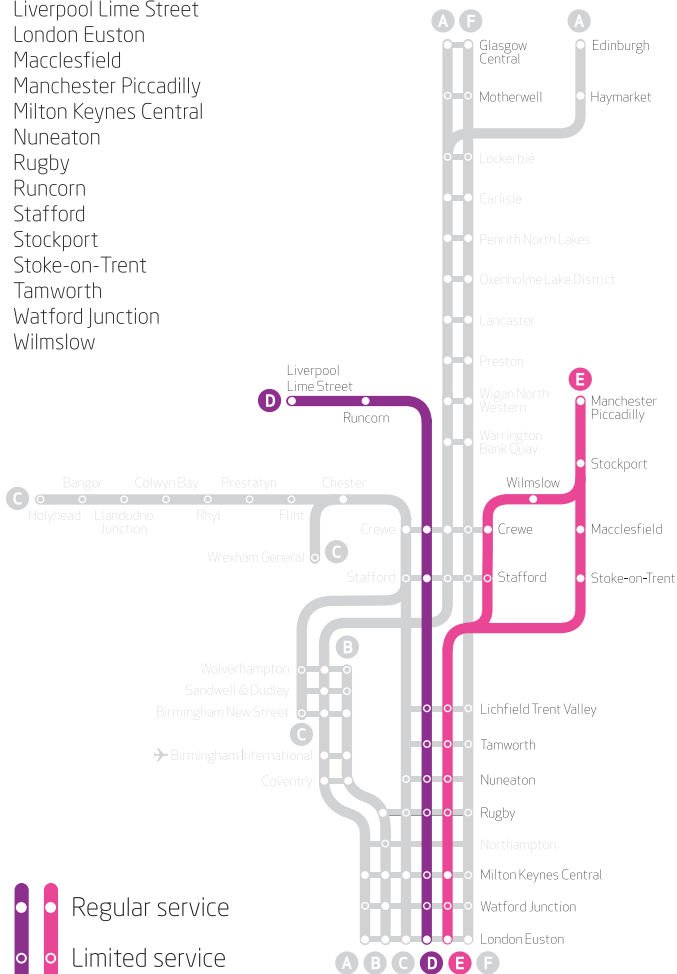 Liverpool Lime Street
London Euston
Macclesfield
Manchester Piccadilly
Milton Keynes Central
Nuneaton
Rugby
Runcorn
Stafford
Stockport
Stoke-on-Trent
Tamworth
Watford Junction
Wilmslow
A F A
Glasgow
Central
Edinburgh
Motherwell
Haymarket
Lockerbie
Carlisle
Penrith North Lakes
Oxenholme Lake District
Lancaster
Preston
Liverpool
Lime Street
D
Runcorn
Wigan North
Western
E
Manchester
Piccadilly
Warrington
Bank Quay
Stockport
Wilmslow
C
Bangor
Colwyn Bay
Prestatyn
Chester
Holyhead
Llandudno
Junction
Rhyl
Flint
Crewe
Crewe
Macclesfield
Wrexham General
C
Stafford
Stafford
Stoke-on-Trent
B
Wolverhampton
Sandwell & Dudley
Birmingham New Street
C
Lichfield Trent Valley
Tamworth
Birmingham International
Coventry
Nuneaton
Rugby
Northampton
Milton Keynes Central
Watford Junction
London Euston
A B C D E F
Regular service
Limited service